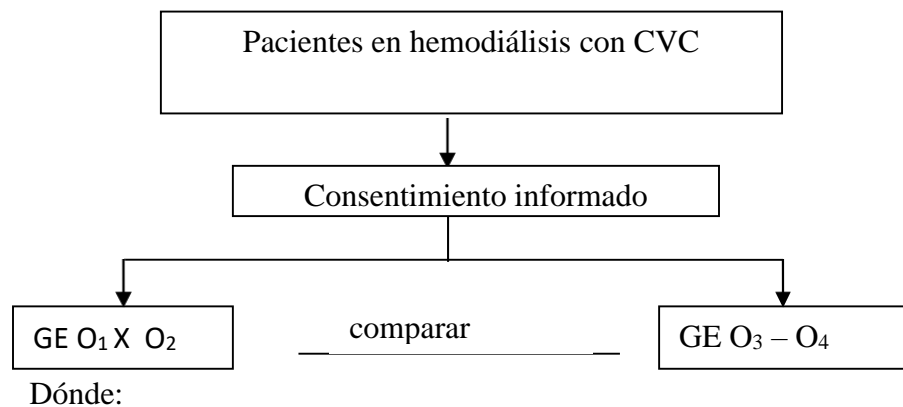 Pacientes en hemodiálisis con CVC
Consentimiento informado
GE O₁ X O₂
comparar
GE O₃ – O₄
Dónde: